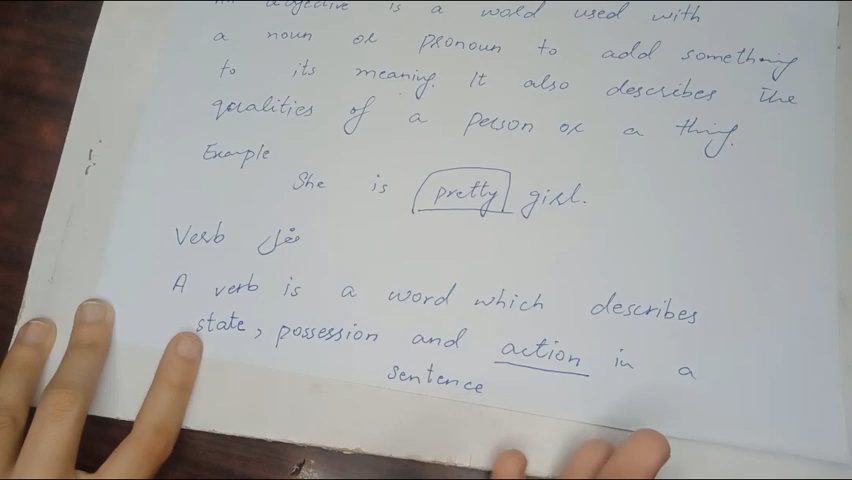 An adjective is a word used with
a noun or pronoun to add something
to its meaning. It also describes the
qualities of a person or a thing.
Example
She is pretty girl.
Verb فعل
A verb is a word which describes
state, possession and action in a
sentence